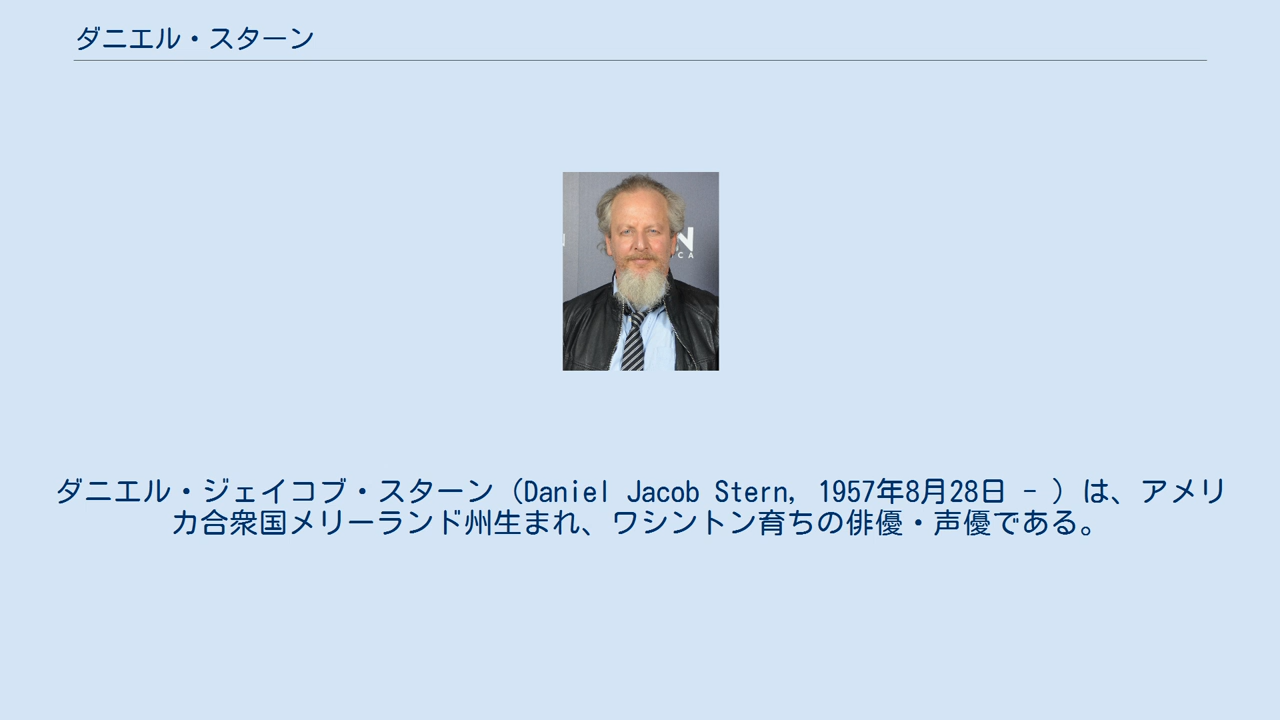 ダニエル・スターン
N
CA
ダニエル・ジェイコブ・スターン（Daniel Jacob Stern, 1957年8月28日 - ）は、アメリ
カ合衆国メリーランド州生まれ、ワシントン育ちの俳優・声優である。